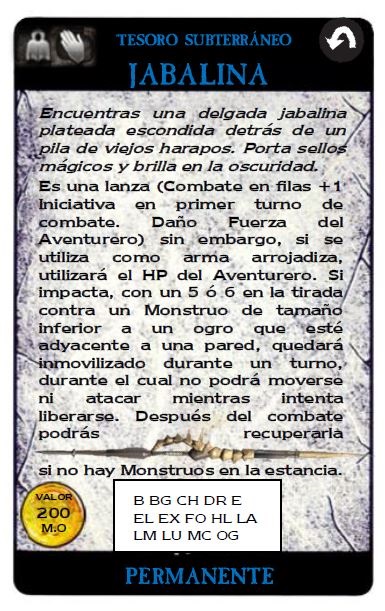 TESORO SUBTERRÁNEO
JABALINA
Encuentras una delgada jabalina
plateada escondida detrás de un
pila de viejos harapos. Porta sellos
mágicos y brilla en la oscuridad.
Es una lanza (Combate en filas +1
Iniciativa en primer turno de
combate. Daño Fuerza del
Aventurero) sin embargo, si se
utiliza como arma arrojadiza,
utilizará el HP del Aventurero. Si
impacta, con un 5 ó 6 en la tirada
contra un Monstruo de tamaño
inferior a un ogro que esté
adyacente a una pared, quedará
inmovilizado durante un turno,
durante el cual no podrá moverse
ni atacar mientras intenta
liberarse. Después del combate
podrás recuperarla
si no hay Monstruos en la estancia.
VALOR
200
M.O
B BG CH DR E
EL EX FO HL LA
LM LU MC OG
PERMANENTE